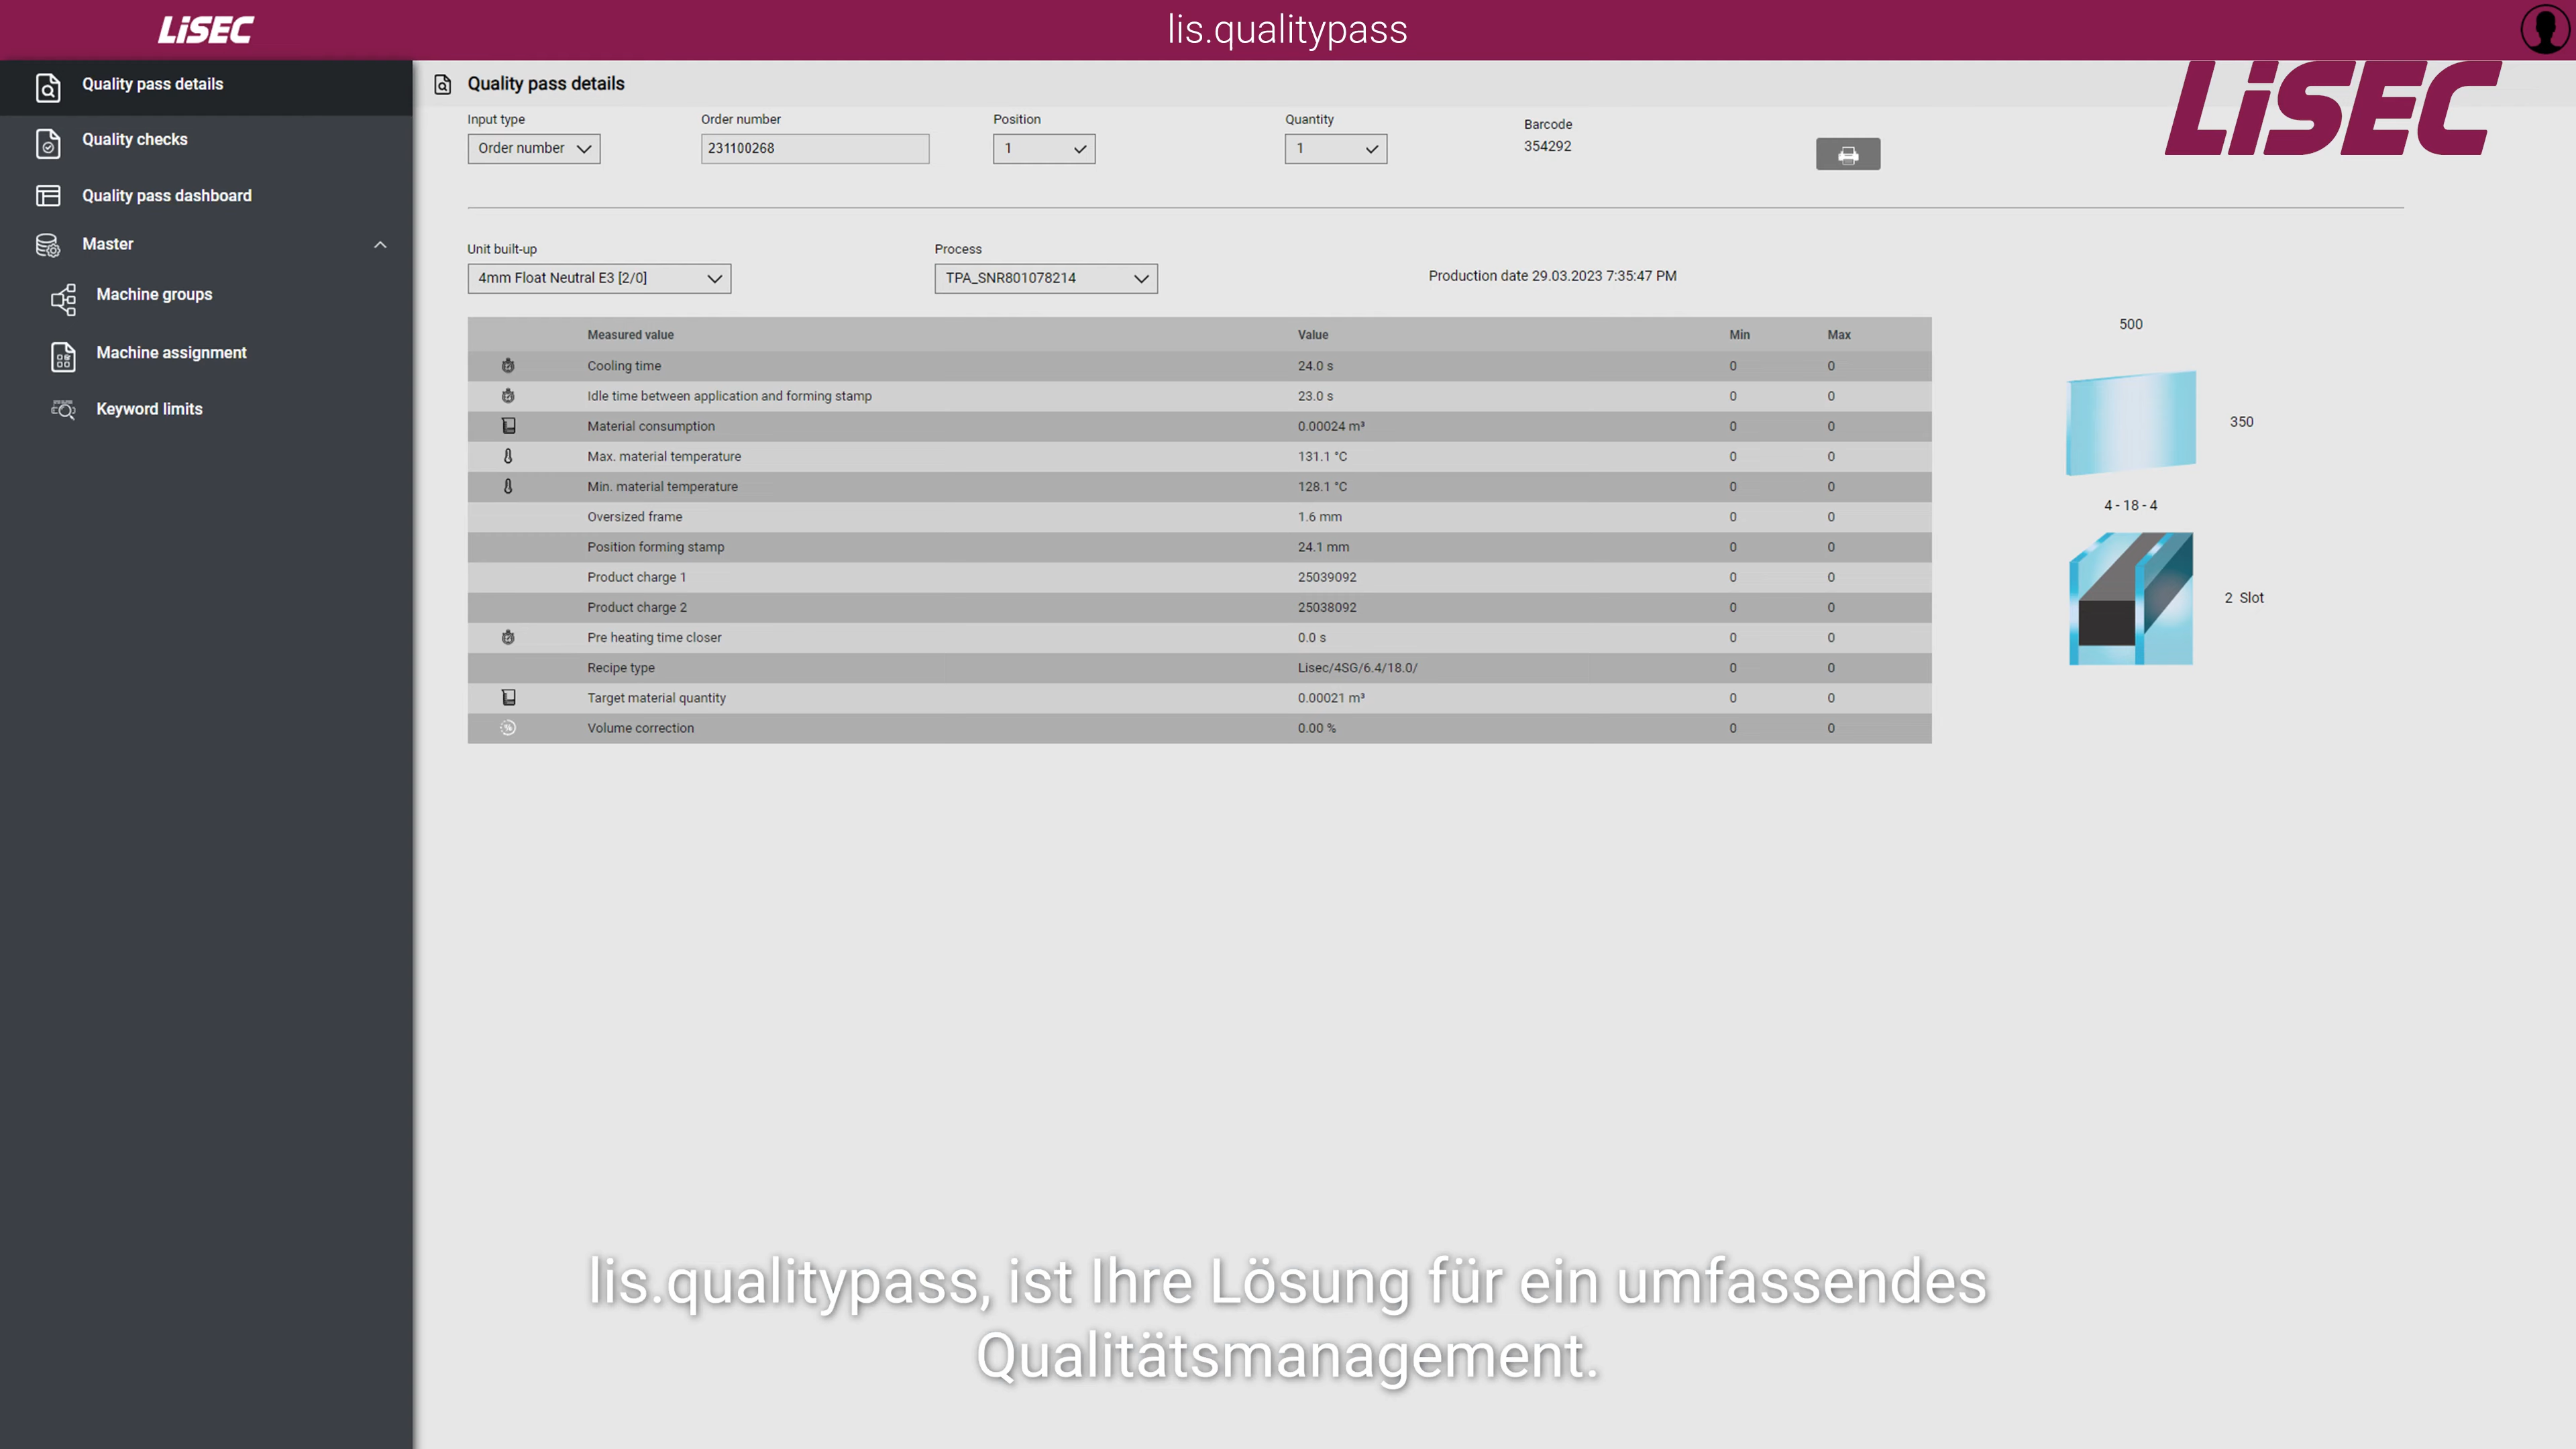 LiSEC
lis.qualitypass
LiSEC
Quality pass details
Quality checks
Quality pass dashboard
Master
Machine groups
Machine assignment
Keyword limits
Quality pass details
Input type Order number Position Quantity Barcode
Order number 231100268 1 1 354292
Unit built-up Process
4mm Float Neutral E3 [2/0] TPA_SNR801078214 Production date 29.03.2023 7:35:47 PM
Measured value Value Min Max
Cooling time 24.0 s 0 0
Idle time between application and forming stamp 23.0 s 0 0
Material consumption 0.00024 m³ 0 0
Max. material temperature 131.1 °C 0 0
Min. material temperature 128.1 °C 0 0
Oversized frame 1.6 mm 0 0
Position forming stamp 24.1 mm 0 0
Product charge 1 25039092 0 0
Product charge 2 25038092 0 0
Pre heating time closer 0.0 s 0 0
Recipe type Lisec/4SG/6.4/18.0/ 0 0
Target material quantity 0.00021 m³ 0 0
Volume correction 0.00 % 0 0
500
350
4 - 18 - 4
2 Slot
lis.qualitypass, ist Ihre Lösung für ein umfassendes
Qualitätsmanagement.